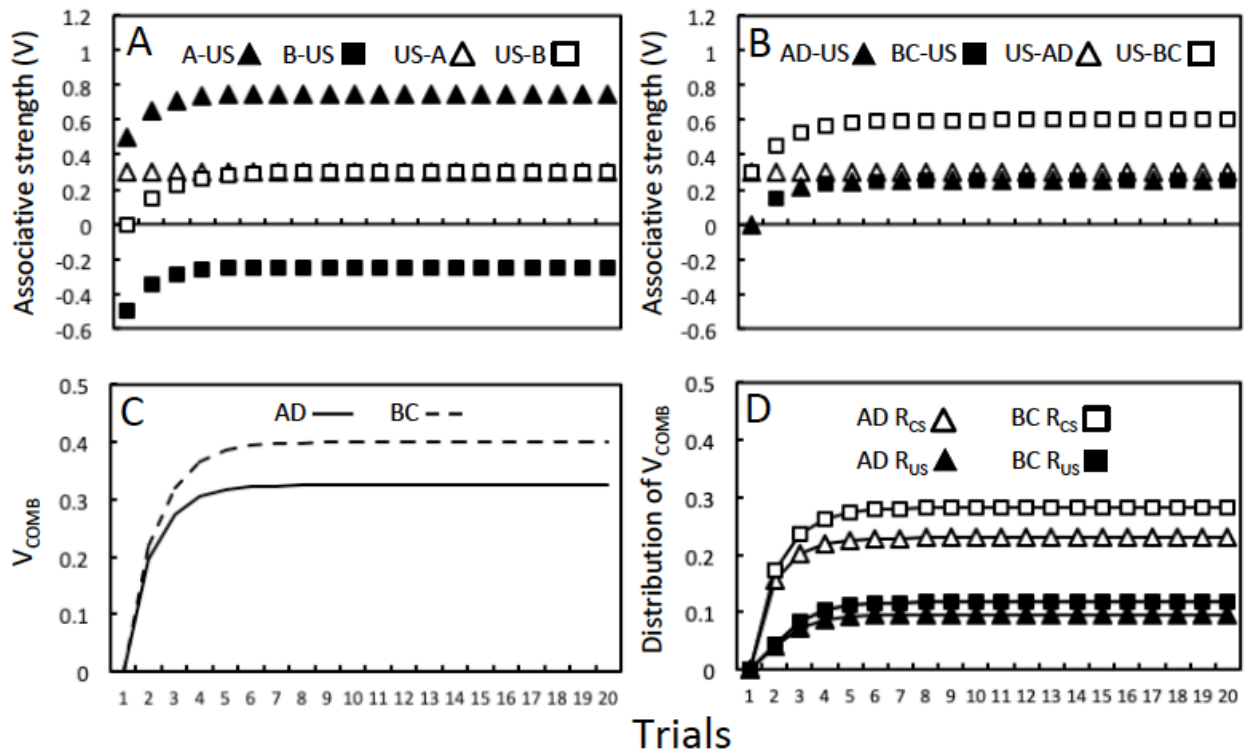 A
A-US ▲ B-US ■ US-A △ US-B □
Associative strength (V)
1.2
1
0.8
0.6
0.4
0.2
0
-0.2
-0.4
-0.6
B
AD-US ▲ BC-US ■ US-AD △ US-BC □
Associative strength (V)
1.2
1
0.8
0.6
0.4
0.2
0
-0.2
-0.4
-0.6
C
AD BC
V_COMB
0.5
0.4
0.3
0.2
0.1
0
1 2 3 4 5 6 7 8 9 10 11 12 13 14 15 16 17 18 19 20
D
AD R_CS △ BC R_CS □
AD R_US ▲ BC R_US ■
Distribution of V_COMB
0.5
0.4
0.3
0.2
0.1
0
1 2 3 4 5 6 7 8 9 10 11 12 13 14 15 16 17 18 19 20
Trials